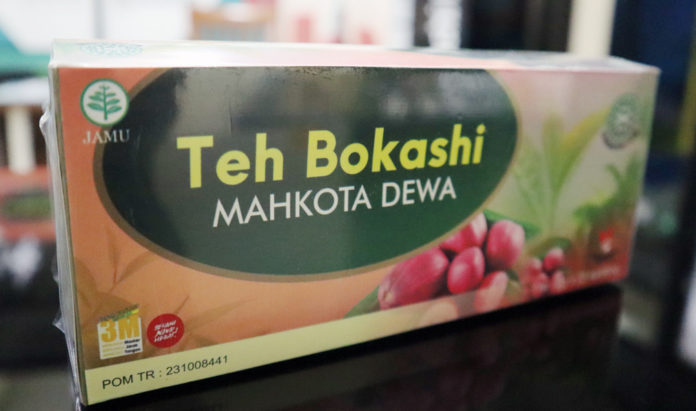 JAMU
Teh Bokashi
MAHKOTA DEWA
3M
POM TR : 231008441